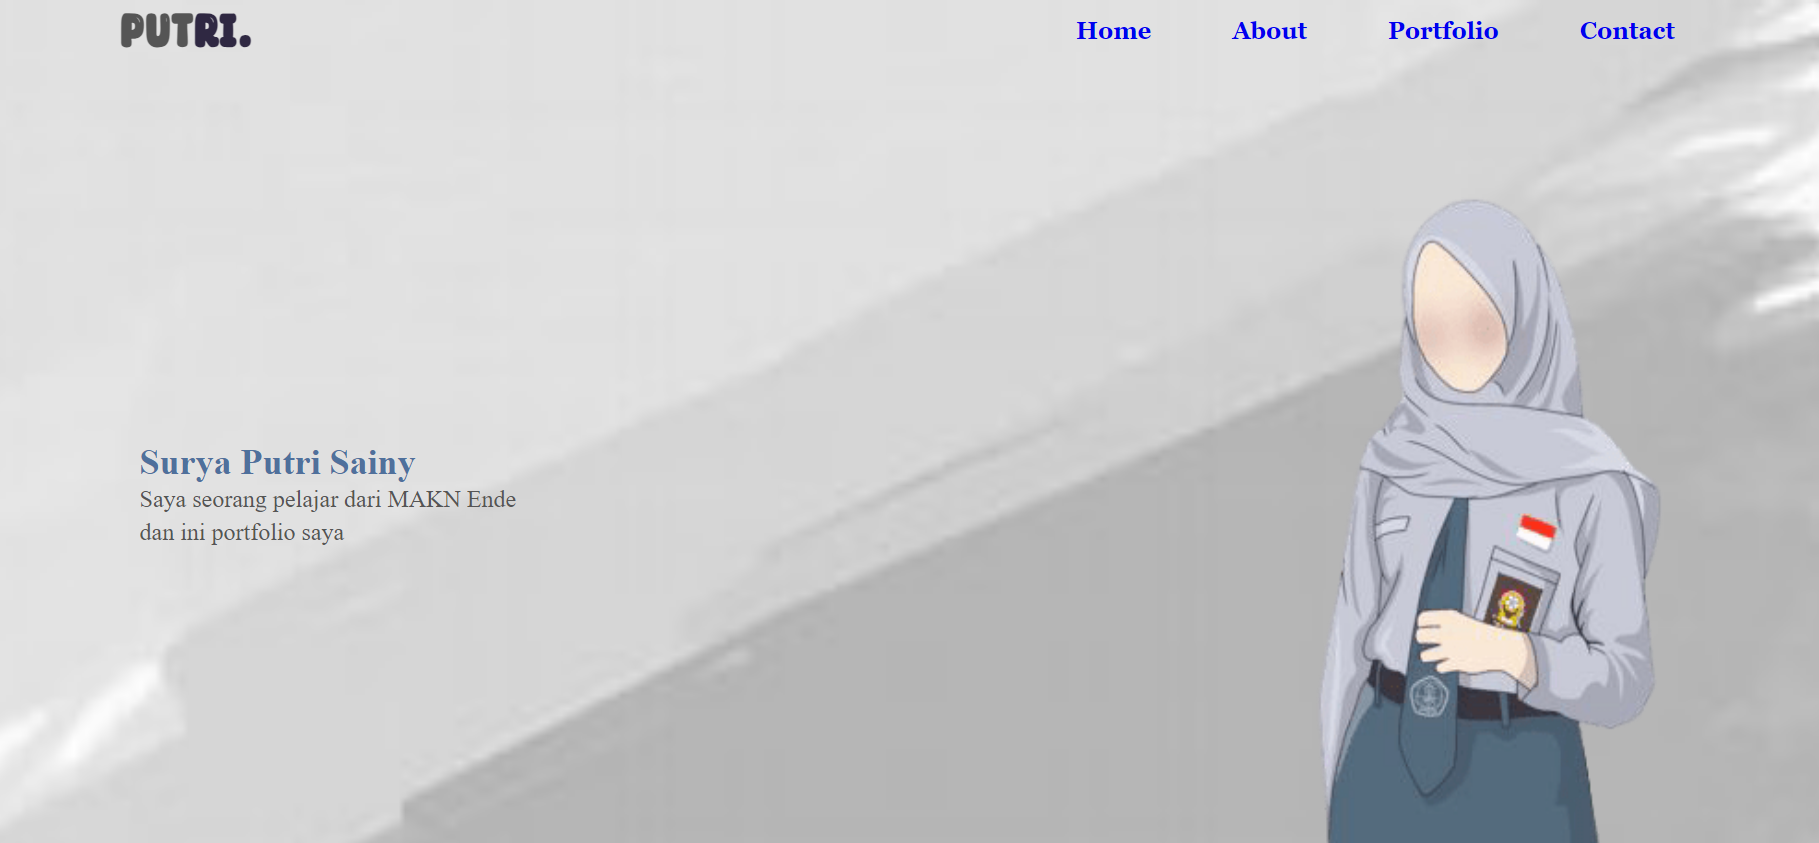 PUTRI.
Home About Portfolio Contact
Surya Putri Sainy
Saya seorang pelajar dari MAKN Ende
dan ini portfolio saya